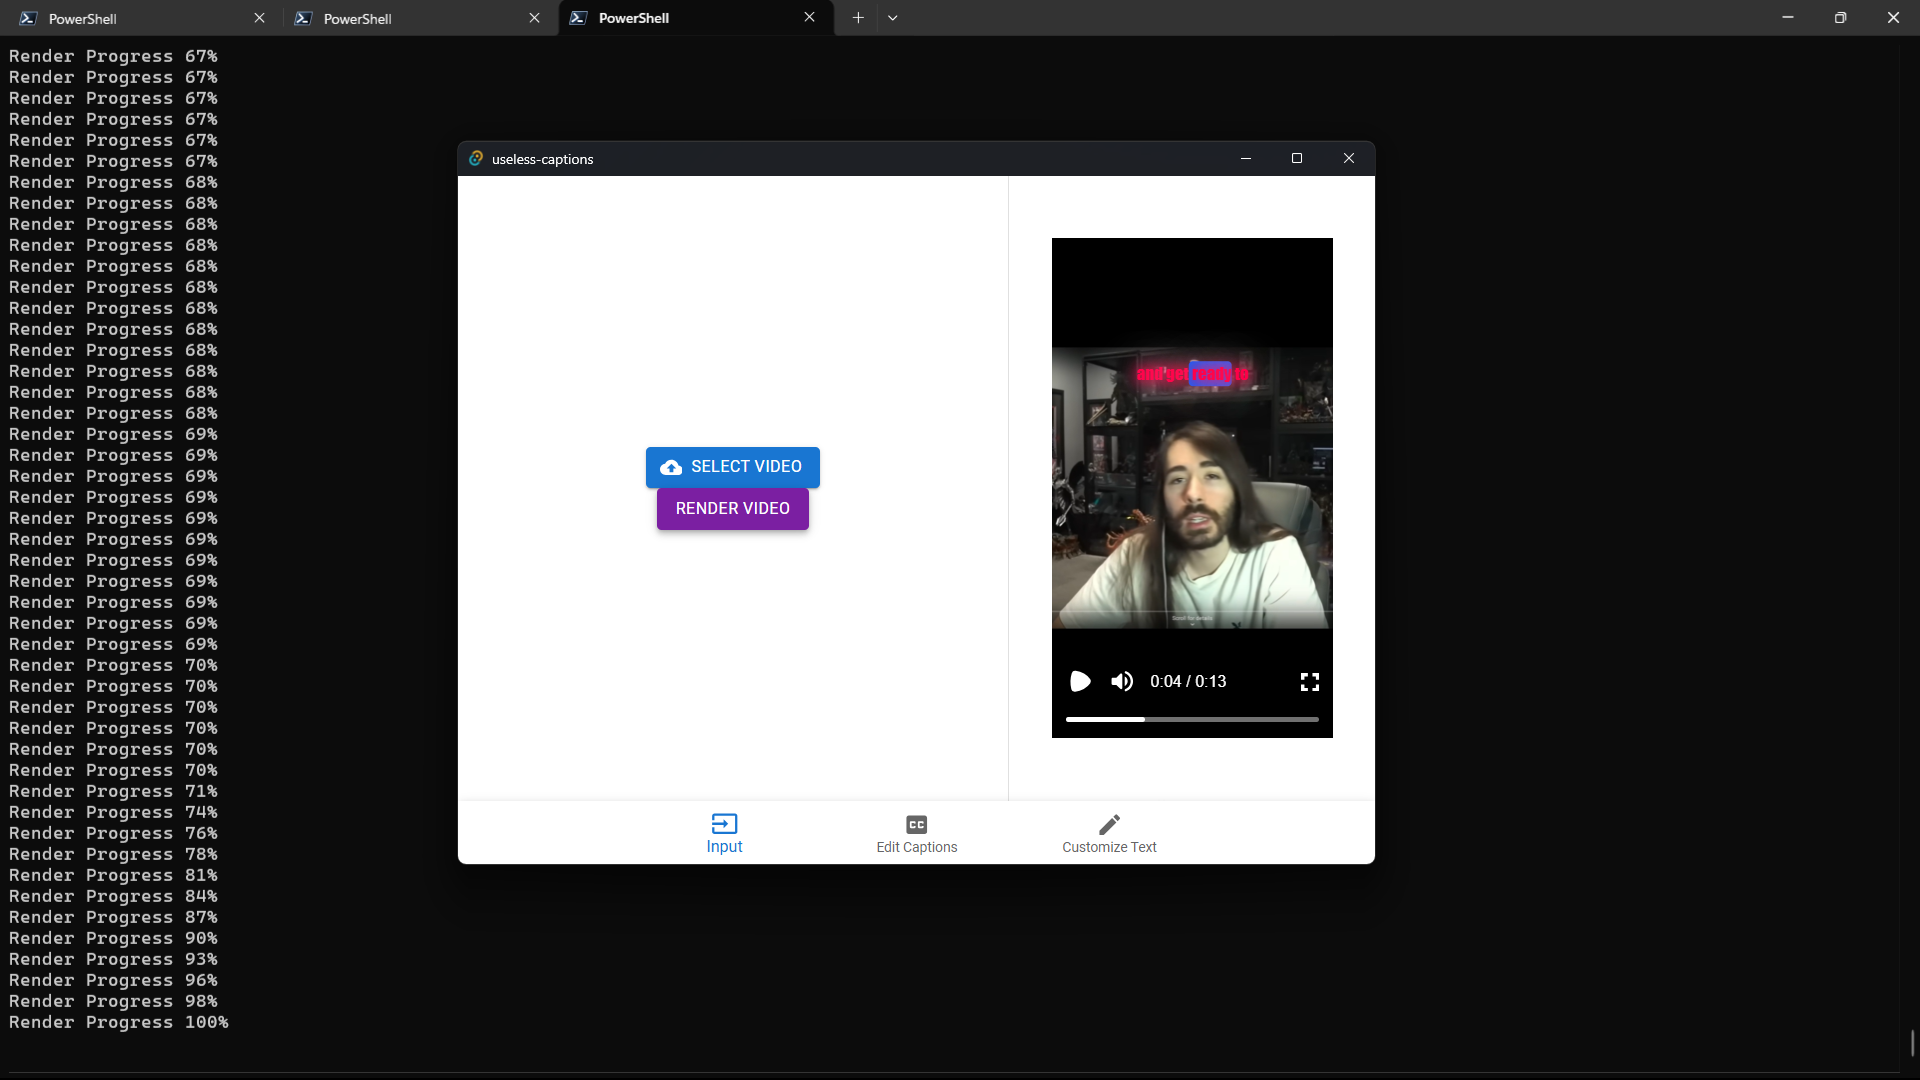 PowerShell
PowerShell
PowerShell
Render Progress 67%
Render Progress 67%
Render Progress 67%
Render Progress 67%
Render Progress 67%
Render Progress 67%
Render Progress 68%
Render Progress 68%
Render Progress 68%
Render Progress 68%
Render Progress 68%
Render Progress 68%
Render Progress 68%
Render Progress 68%
Render Progress 68%
Render Progress 68%
Render Progress 68%
Render Progress 68%
Render Progress 69%
Render Progress 69%
Render Progress 69%
Render Progress 69%
Render Progress 69%
Render Progress 69%
Render Progress 69%
Render Progress 69%
Render Progress 69%
Render Progress 69%
Render Progress 69%
Render Progress 70%
Render Progress 70%
Render Progress 70%
Render Progress 70%
Render Progress 70%
Render Progress 70%
Render Progress 71%
Render Progress 74%
Render Progress 76%
Render Progress 78%
Render Progress 81%
Render Progress 84%
Render Progress 87%
Render Progress 90%
Render Progress 93%
Render Progress 96%
Render Progress 98%
Render Progress 100%
useless-captions
SELECT VIDEO
RENDER VIDEO
and get ready to
Scroll for details
0:04 / 0:13
Input
CC
Edit Captions
Customize Text